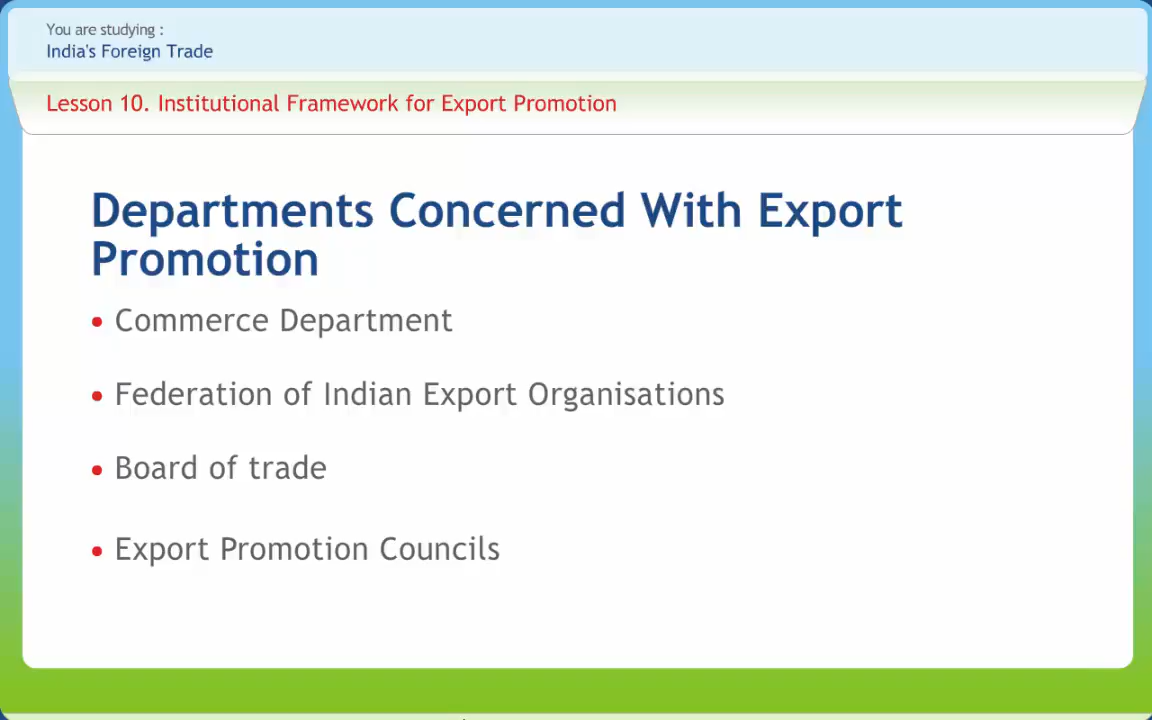 You are studying :
India's Foreign Trade
Lesson 10. Institutional Framework for Export Promotion
Departments Concerned With Export
Promotion
• Commerce Department
• Federation of Indian Export Organisations
• Board of trade
• Export Promotion Councils